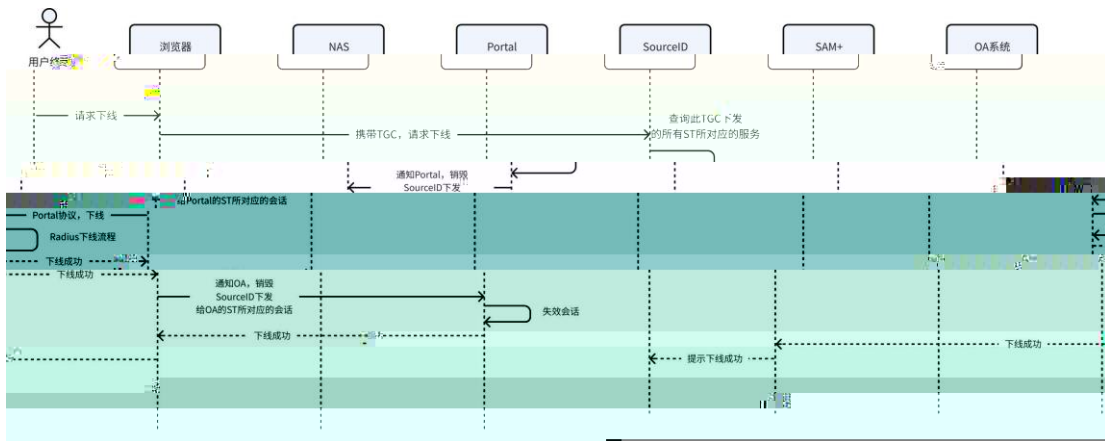 浏览器
NAS
Portal
SourceID
SAM+
OA系统
用户终
请求下线
携带TGC，请求下线
查询此TGC下发
的所有ST所对应的服务
通知Portal，销毁
SourceID下发
给Portal的ST所对应的会话
Portal协议，下线
Radius下线流程
下线成功
下线成功
通知OA，销毁
SourceID下发
给OA的ST所对应的会话
失效会话
下线成功
下线成功
提示下线成功